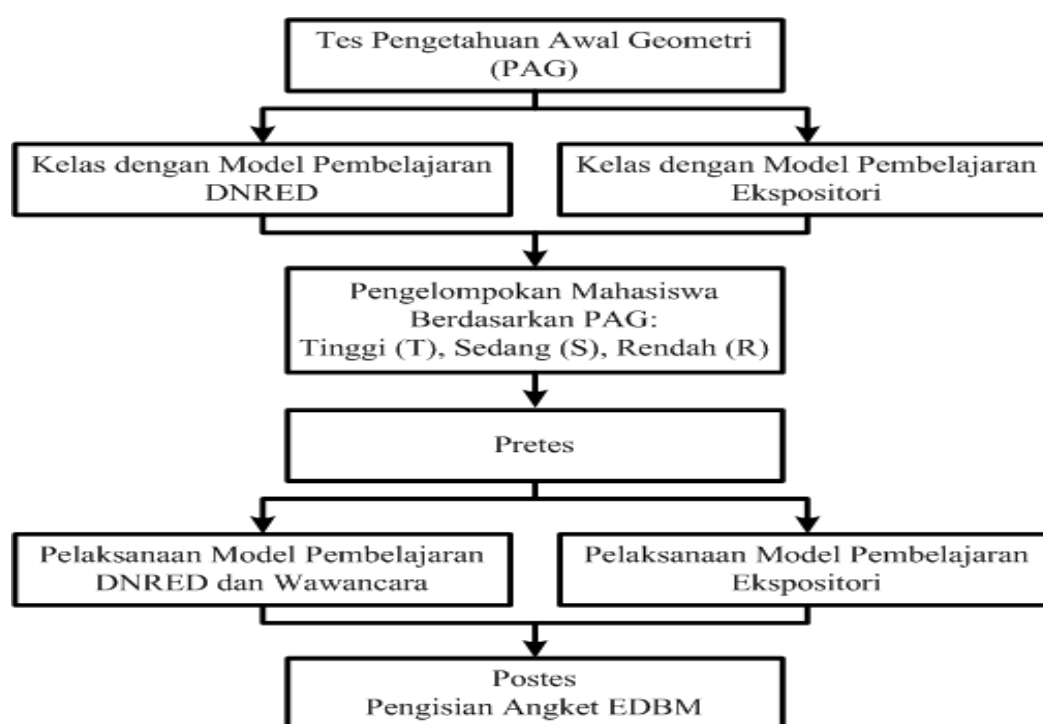 Tes Pengetahuan Awal Geometri
(PAG)
Kelas dengan Model Pembelajaran
DNRED
Kelas dengan Model Pembelajaran
Ekspositori
Pengelompokan Mahasiswa
Berdasarkan PAG:
Tinggi (T), Sedang (S), Rendah (R)
Pretes
Pelaksanaan Model Pembelajaran
DNRED dan Wawancara
Pelaksanaan Model Pembelajaran
Ekspositori
Postes
Pengisian Angket EDBM